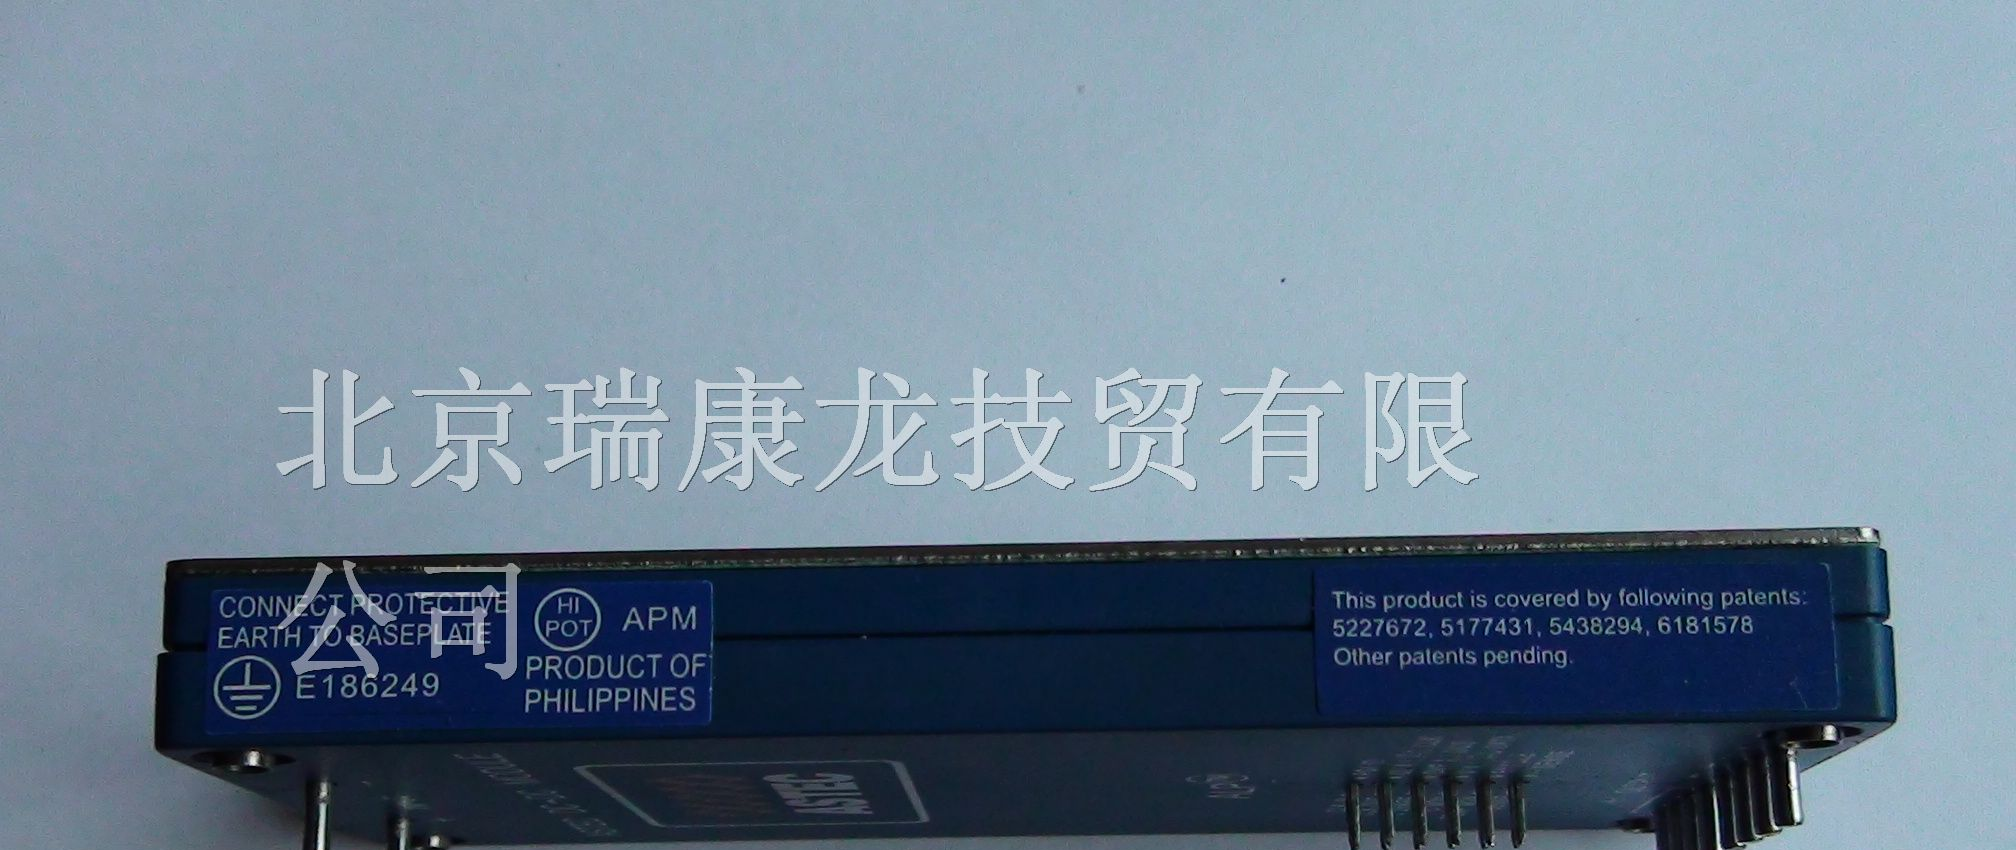 北京瑞康龙技贸有限
公司
CONNECT PROTECTIVE
EARTH TO BASEPLATE
E186249
HI
POT
APM
PRODUCT OF
PHILIPPINES
This product is covered by following patents:
5227672, 5177431, 5438294, 6181578
Other patents pending.
ASTEC